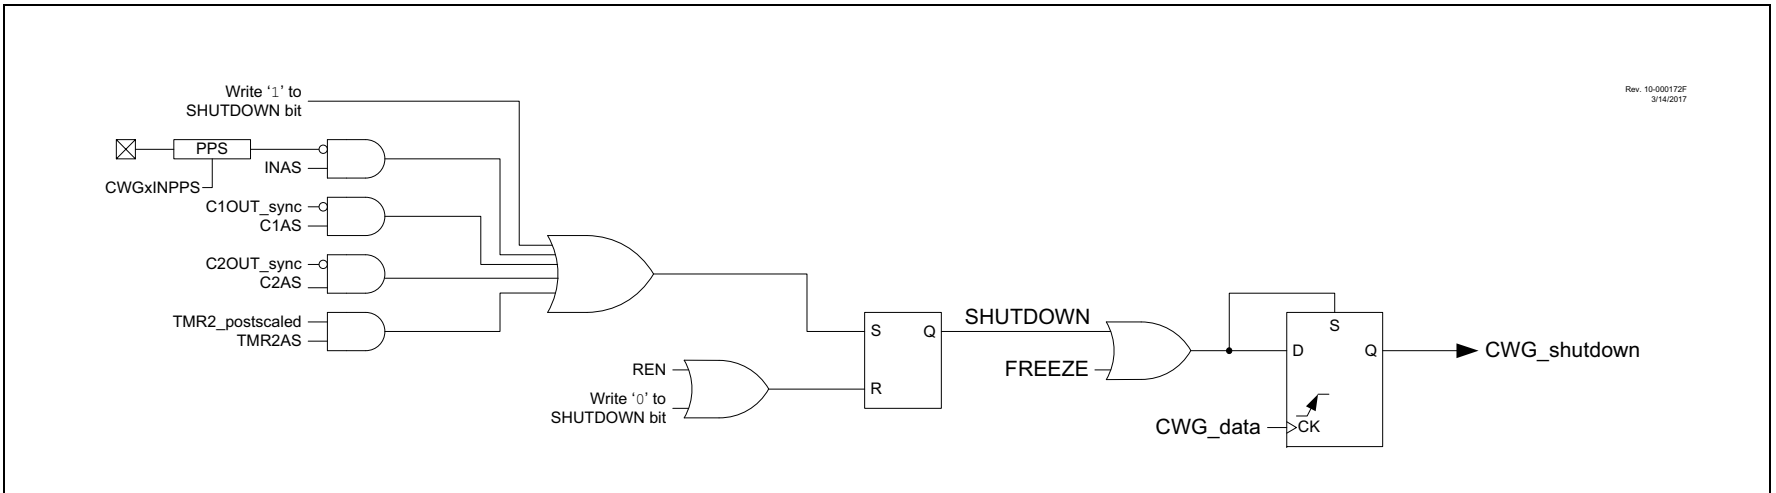 Rev. 10-000172F
3/14/2017
Write ‘1’ to
SHUTDOWN bit
PPS
INAS
CWGxINPPS
C1OUT_sync
C1AS
C2OUT_sync
C2AS
TMR2_postscaled
TMR2AS
REN
Write ‘0’ to
SHUTDOWN bit
S
Q
R
SHUTDOWN
FREEZE
S
D
Q
CK
CWG_data
CWG_shutdown